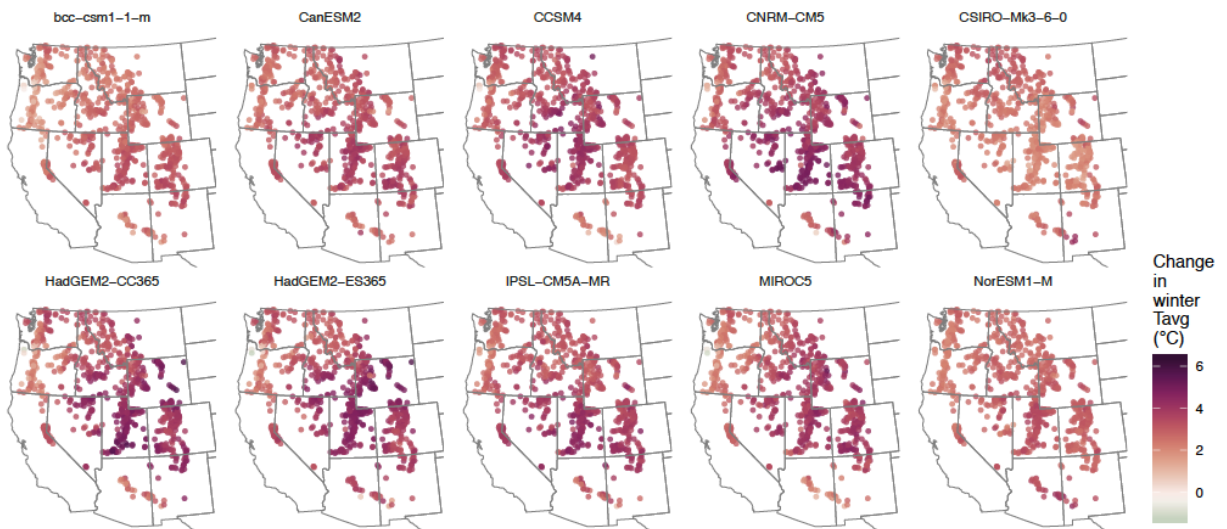 bcc−csm1−1−m
CanESM2
CCSM4
CNRM−CM5
CSIRO−Mk3−6−0
HadGEM2−CC365
HadGEM2−ES365
IPSL−CM5A−MR
MIROC5
NorESM1−M
Change
in
winter
Tavg
(°C)
6
4
2
0